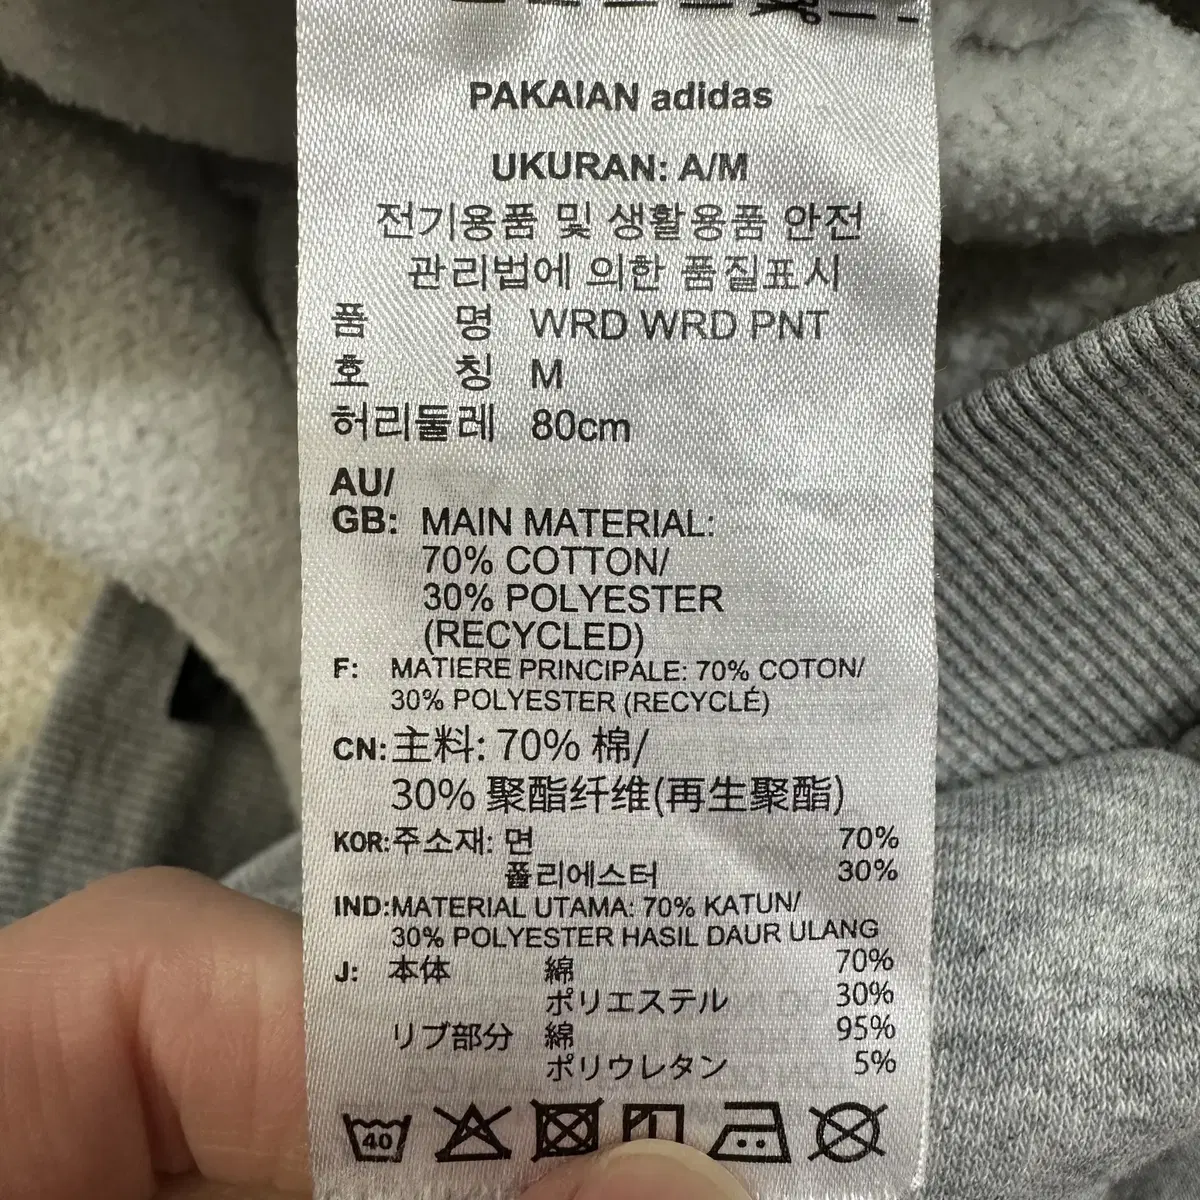 PAKAIAN adidas
UKURAN: A/M
전기용품 및 생활용품 안전
관리법에 의한 품질표시
품 명 WRD WRD PNT
호 칭 M
허리둘레 80cm
AU/
GB: MAIN MATERIAL:
70% COTTON/
30% POLYESTER
(RECYCLED)
F: MATIERE PRINCIPALE: 70% COTON/
30% POLYESTER (RECYCLÉ)
CN: 主料: 70% 棉/
30% 聚酯纤维(再生聚酯)
KOR: 주소재: 면 70%
폴리에스터 30%
IND: MATERIAL UTAMA: 70% KATUN/
30% POLYESTER HASIL DAUR ULANG
J: 本体 綿 70%
ポリエステル 30%
リブ部分 綿 95%
ポリウレタン 5%
40